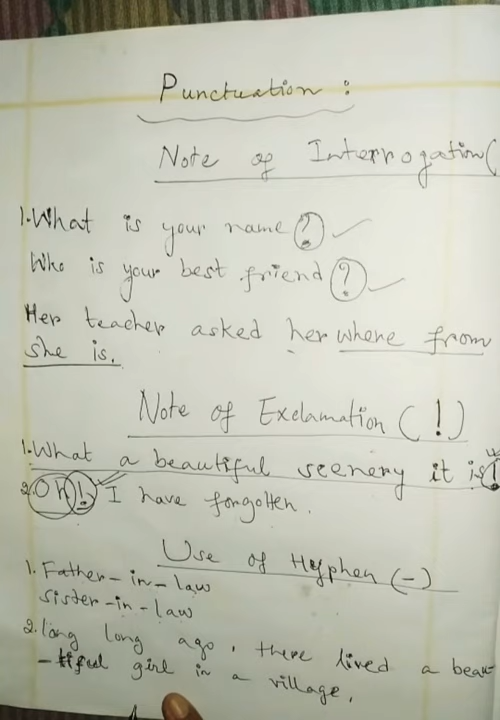 Punctuation :
Note of Interrogation (
1. What is your name ?
Who is your best friend ?
Her teacher asked her where from
she is.
Note of Exclamation ( ! )
1. What a beautiful scenery it is !
2. Oh ! I have forgotten.
Use of Hyphen (-)
1. Father-in-law
sister-in-law
2. long long ago, there lived a beau-
-tiful girl in a village,